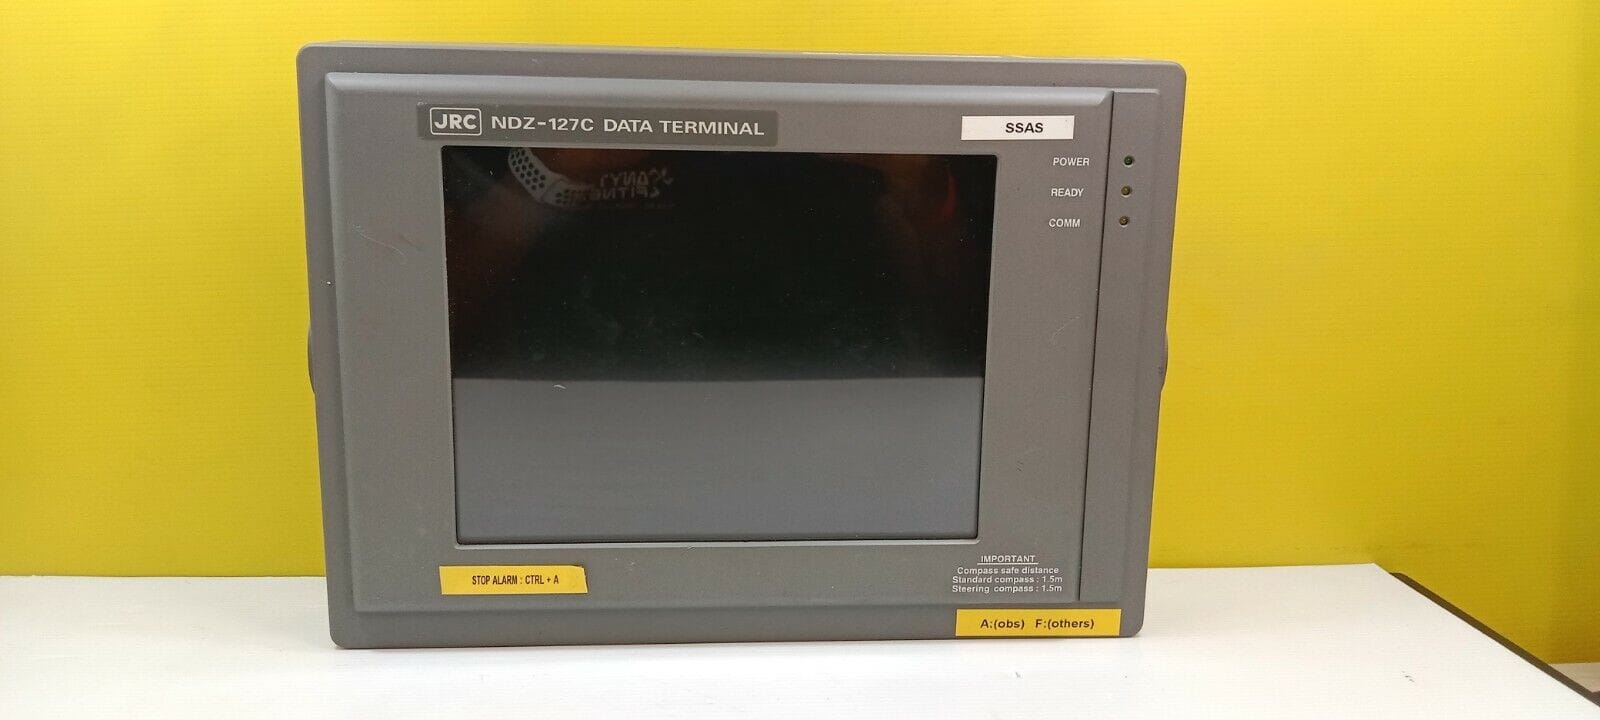 JRC NDZ-127C DATA TERMINAL
SSAS
POWER
READY
COMM
IMPORTANT
Compass safe distance
Standard compass : 1.5m
Steering compass : 1.5m
STOP ALARM : CTRL + A
A:(obs) F:(others)